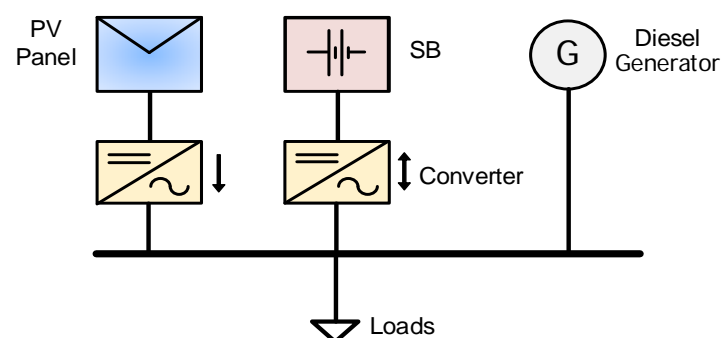 PV
Panel
SB
G
Diesel
Generator
Converter
Loads